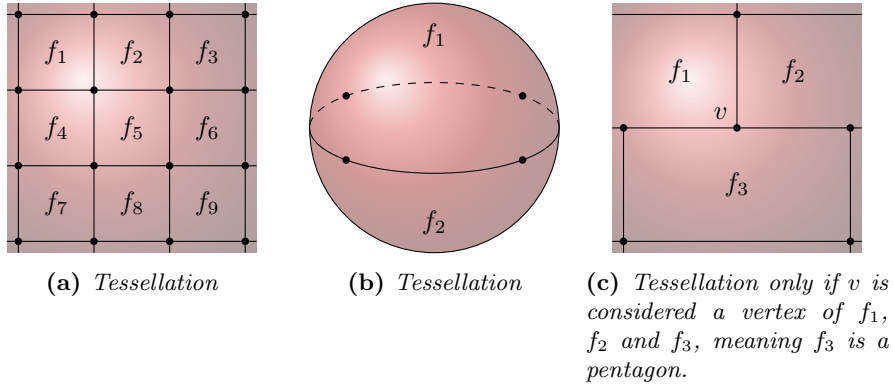 f1 f2 f3
f4 f5 f6
f7 f8 f9
(a) Tessellation
f1
f2
(b) Tessellation
f1 f2
v
f3
(c) Tessellation only if v is
considered a vertex of f1,
f2 and f3, meaning f3 is a
pentagon.